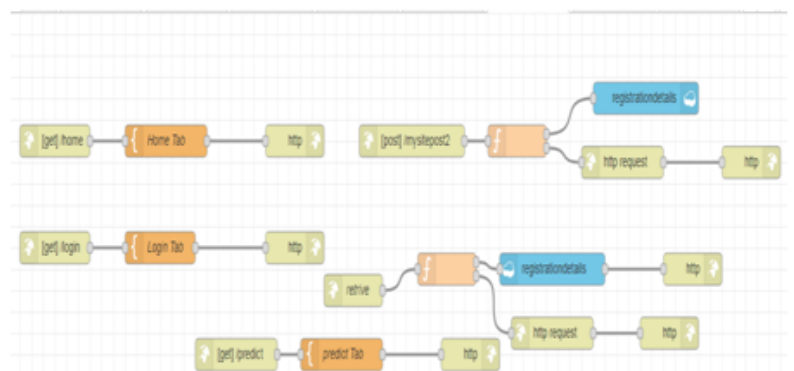 registrationdetails
[get] /home
Home Tab
http
[post] /mysitepost2
f
http request
http
[get] /login
Login Tab
http
f
registrationdetails
http
retrive
http request
http
[get] /predict
predict Tab
http